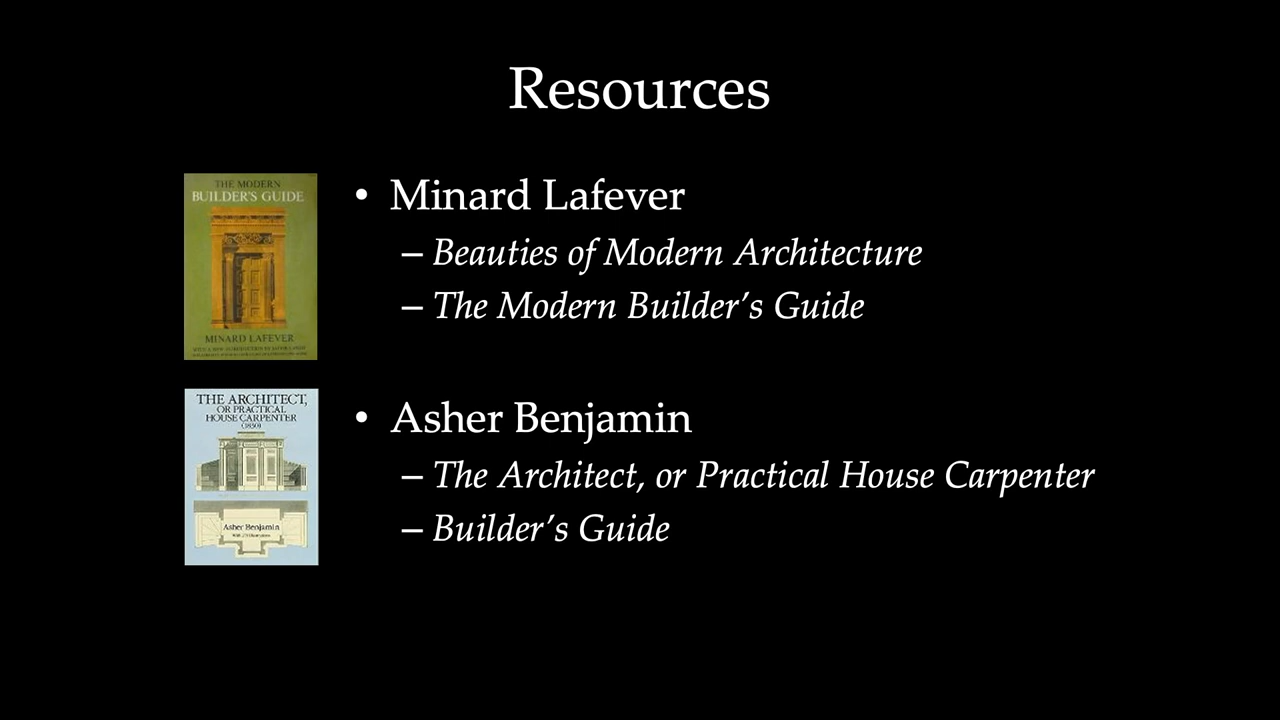 Resources
THE MODERN
BUILDER'S GUIDE
MINARD LAFEVER
• Minard Lafever
– Beauties of Modern Architecture
– The Modern Builder's Guide
THE ARCHITECT,
OR PRACTICAL
HOUSE CARPENTER
(1830)
Asher Benjamin
• Asher Benjamin
– The Architect, or Practical House Carpenter
– Builder's Guide